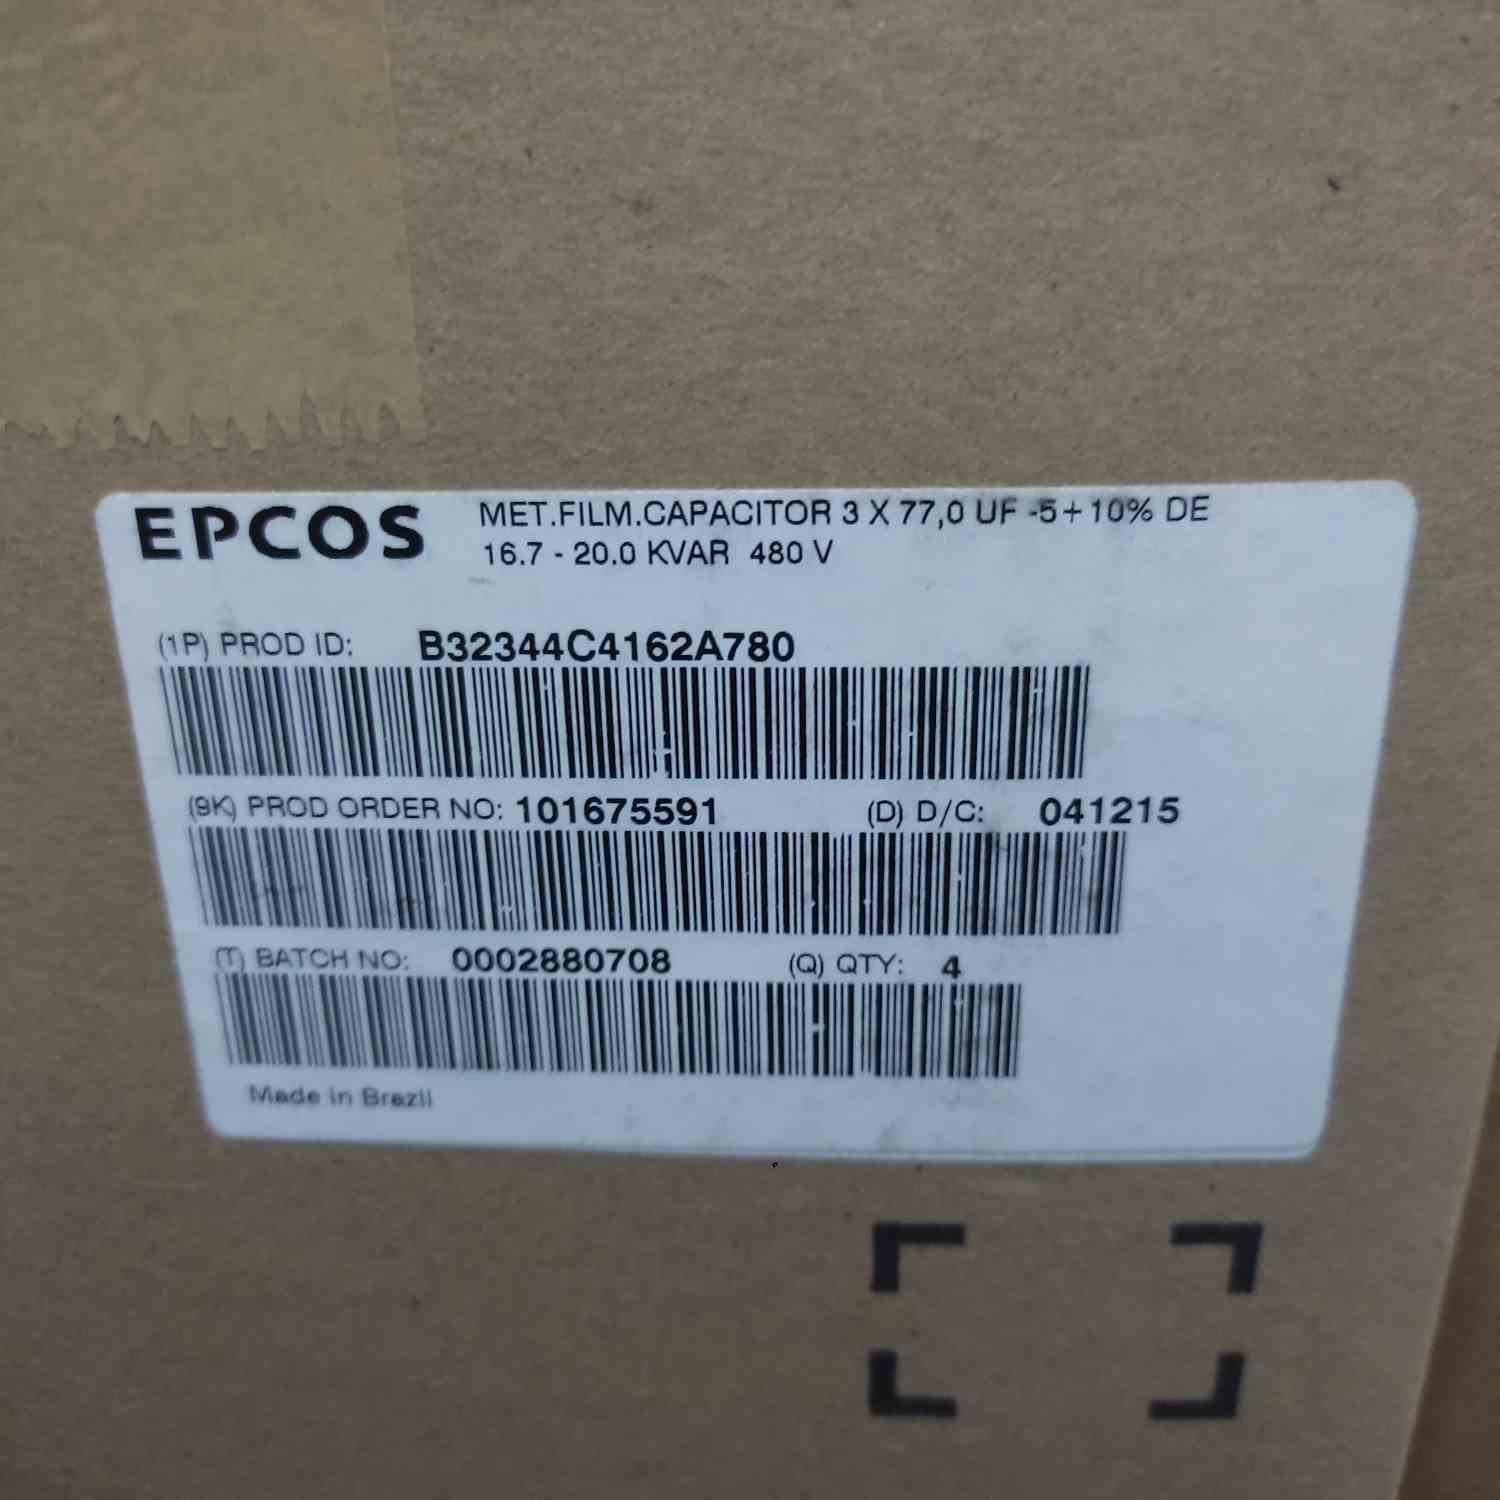 EPCOS
MET.FILM.CAPACITOR 3 X 77,0 UF -5+10% DE
16.7 - 20.0 KVAR 480 V
(1P) PROD ID: B32344C4162A780
(9K) PROD ORDER NO: 101675591 (D) D/C: 041215
(T) BATCH NO: 0002880708 (Q) QTY: 4
Made in Brazil